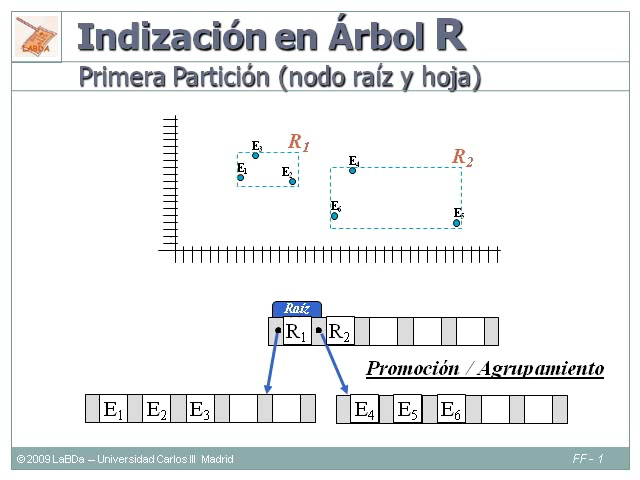 LABDA
Indización en Árbol R
Primera Partición (nodo raíz y hoja)
E3 R1
E1 E2
E4 R2
E6 E5
Raíz
R1 R2
Promoción / Agrupamiento
E1 E2 E3
E4 E5 E6
© 2009 LaBDa – Universidad Carlos III Madrid
FF - 1